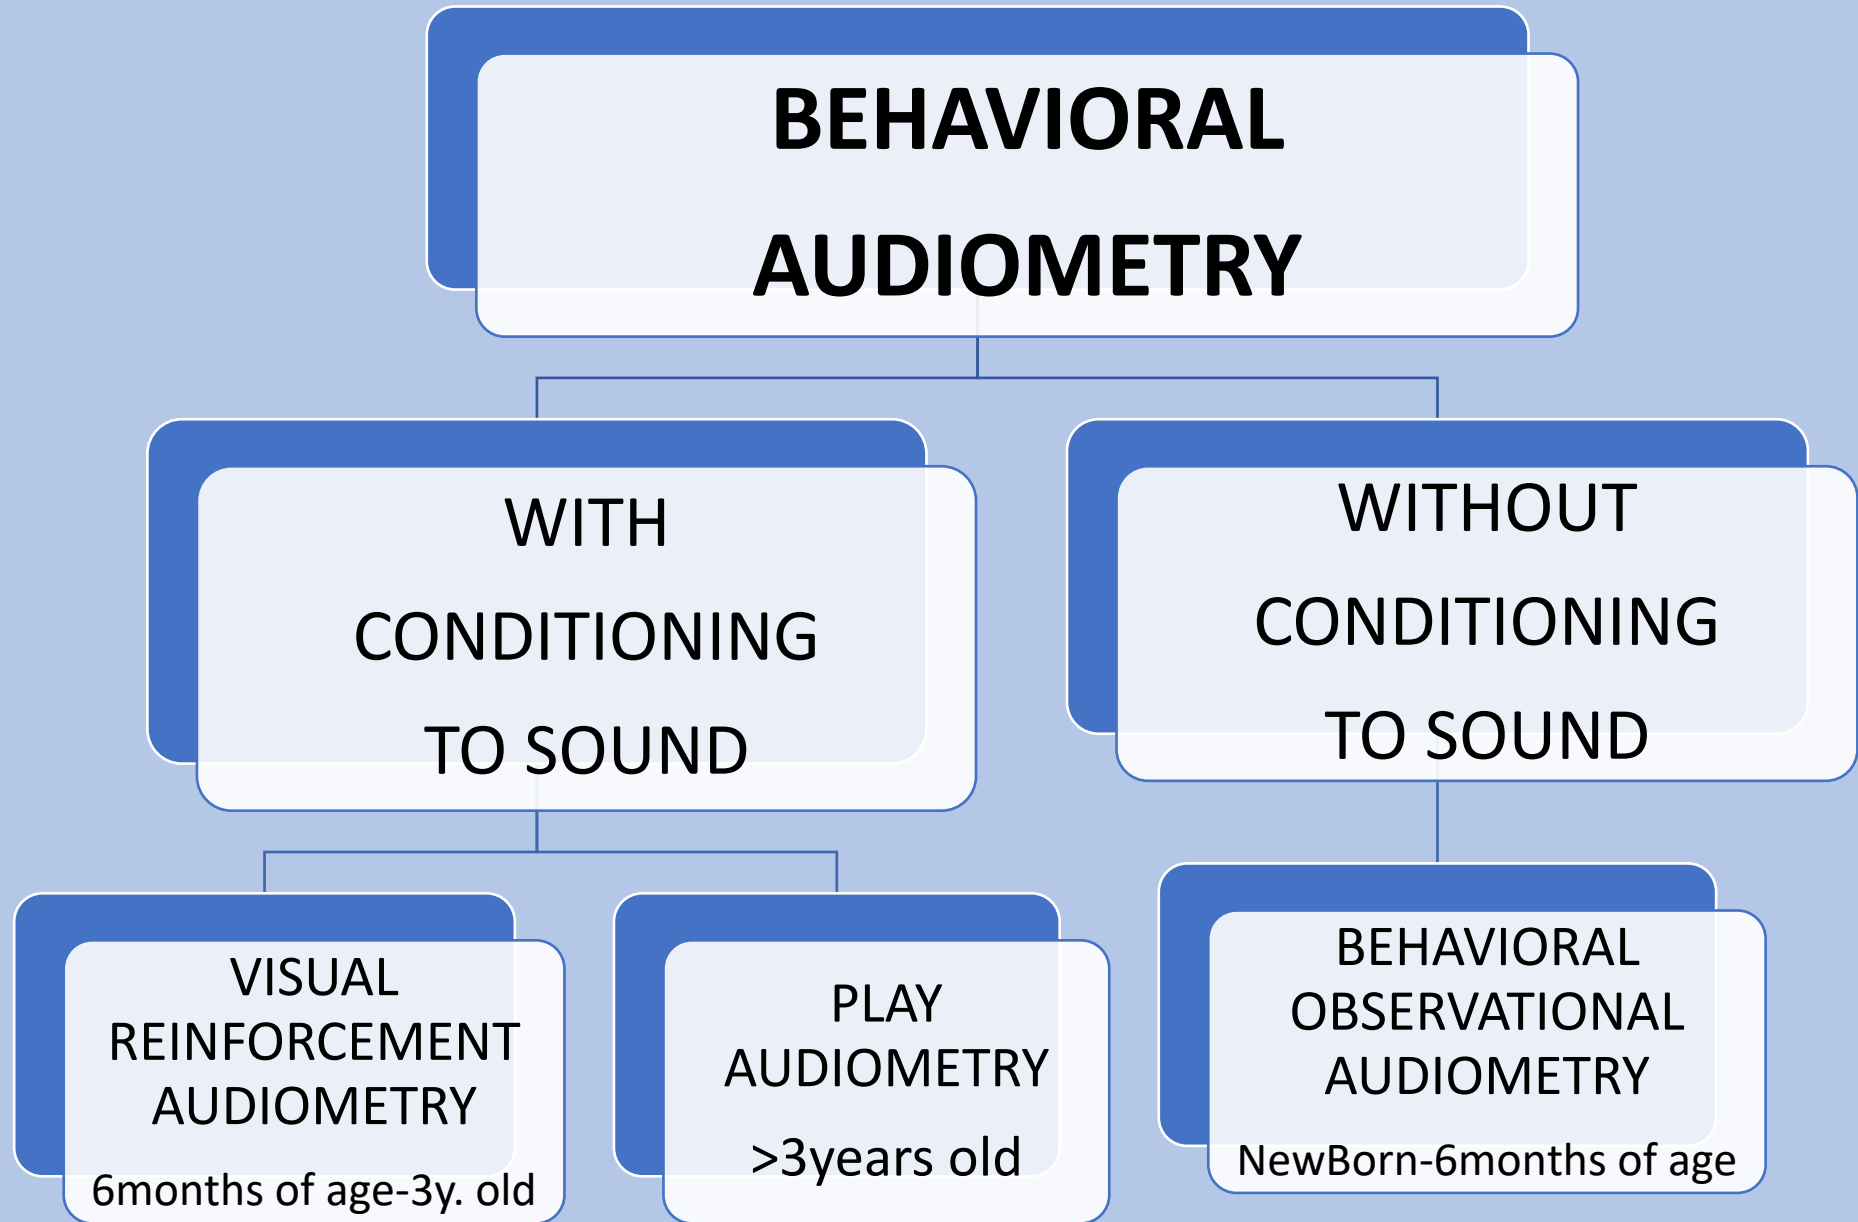 BEHAVIORAL
AUDIOMETRY
WITH
CONDITIONING
TO SOUND
WITHOUT
CONDITIONING
TO SOUND
VISUAL
REINFORCEMENT
AUDIOMETRY
6months of age-3y. old
PLAY
AUDIOMETRY
>3years old
BEHAVIORAL
OBSERVATIONAL
AUDIOMETRY
NewBorn-6months of age